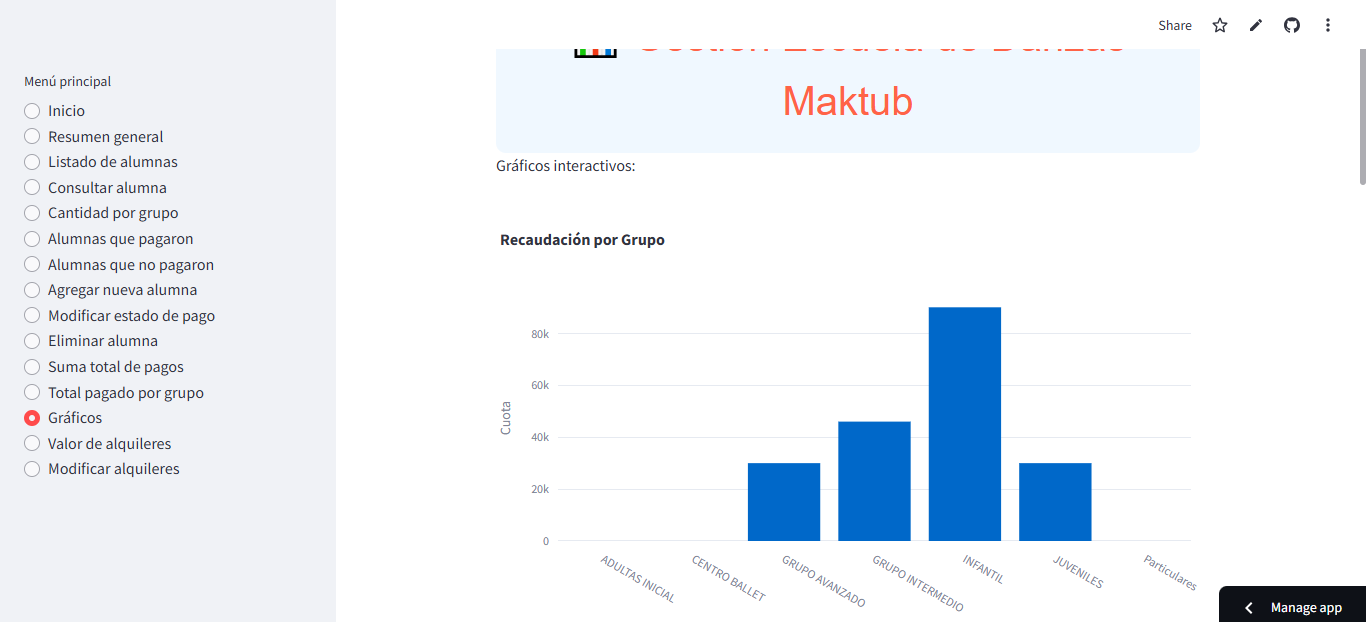 Share
Menú principal
Inicio
Resumen general
Listado de alumnas
Consultar alumna
Cantidad por grupo
Alumnas que pagaron
Alumnas que no pagaron
Agregar nueva alumna
Modificar estado de pago
Eliminar alumna
Suma total de pagos
Total pagado por grupo
Gráficos
Valor de alquileres
Modificar alquileres
Maktub
Gráficos interactivos:
Recaudación por Grupo
80k
60k
40k
20k
0
Cuota
ADULTAS INICIAL
CENTRO BALLET
GRUPO AVANZADO
GRUPO INTERMEDIO
INFANTIL
JUVENILES
Particulares
Manage app